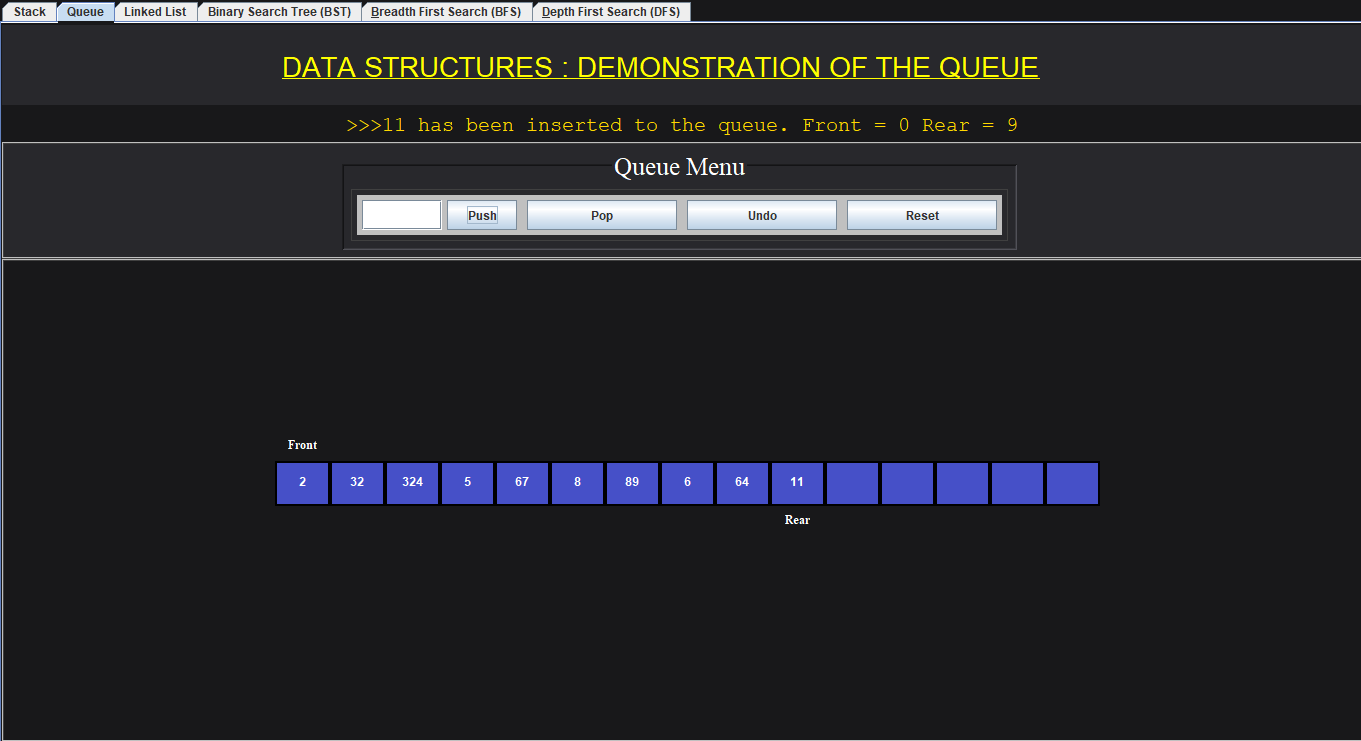 Stack Queue Linked List Binary Search Tree (BST) Breadth First Search (BFS) Depth First Search (DFS)
DATA STRUCTURES : DEMONSTRATION OF THE QUEUE
>>>11 has been inserted to the queue. Front = 0 Rear = 9
Queue Menu
Push Pop Undo Reset
Front
2 32 324 5 67 8 89 6 64 11
Rear